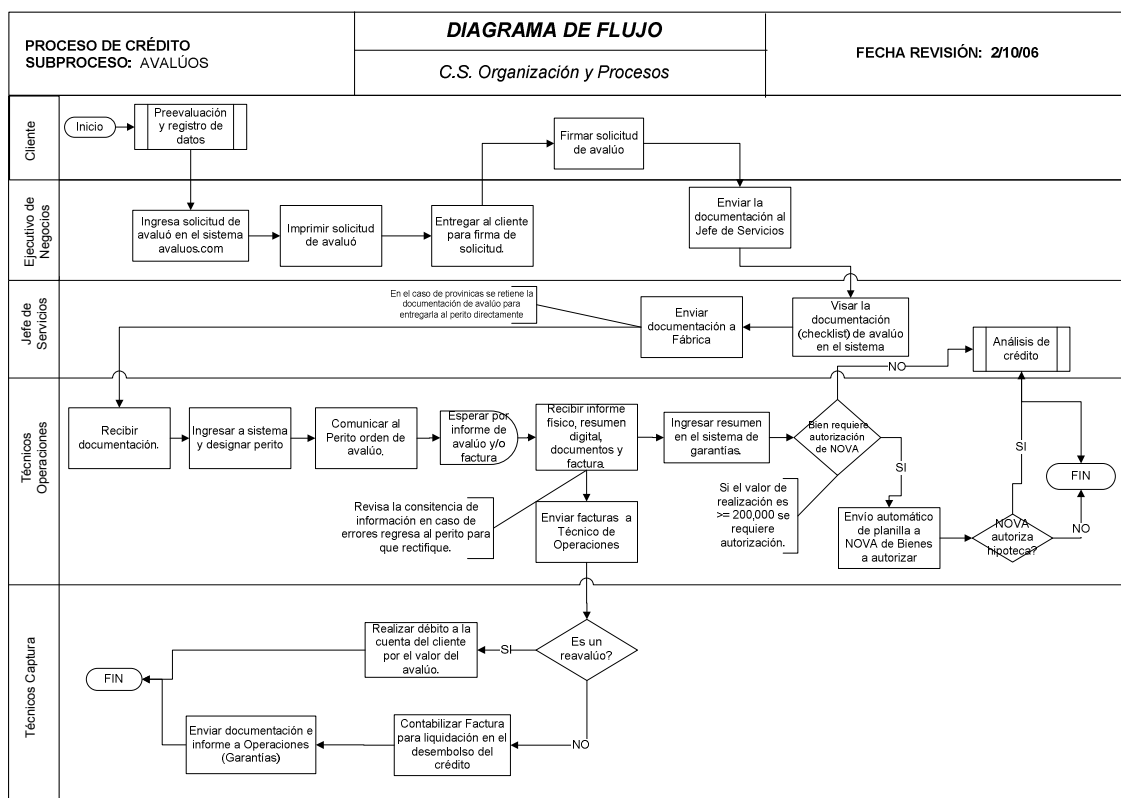 PROCESO DE CRÉDITO
SUBPROCESO: AVALÚOS
DIAGRAMA DE FLUJO
C.S. Organización y Procesos
FECHA REVISIÓN: 2/10/06
Cliente
Inicio
Preevaluación
y registro de
datos
Firmar solicitud
de avalúo
Ejecutivo de
Negocios
Ingresa solicitud de
avaluó en el sistema
avaluos.com
Imprimir solicitud
de avaluó
Entregar al cliente
para firma de
solicitud.
Enviar la
documentación al
Jefe de Servicios
Jefe de
Servicios
En el caso de provinicas se retiene la
documentación de avalúo para
entregarla al perito directamente
Enviar
documentación a
Fábrica
Visar la
documentación
(checklist) de avalúo
en el sistema
Análisis de
crédito
NO
Técnicos
Operaciones
Recibir
documentación.
Ingresar a sistema
y designar perito
Comunicar al
Perito orden de
avalúo.
Esperar por
informe de
avalúo y/o
factura
Recibir informe
físico, resumen
digital,
documentos y
factura.
Ingresar resumen
en el sistema de
garantías.
Bien requiere
autorización
de NOVA
SI
SI
FIN
Revisa la consitencia de
información en caso de
errores regresa al perito para
que rectifique.
Enviar facturas a
Técnico de
Operaciones
Si el valor de
realización es
>= 200,000 se
requiere
autorización.
Envío automático
de planilla a
NOVA de Bienes
a autorizar
NOVA
autoriza
hipoteca?
NO
Técnicos Captura
Realizar débito a la
cuenta del cliente
por el valor del
avalúo.
SI
Es un
reavalúo?
FIN
Enviar documentación e
informe a Operaciones
(Garantías)
Contabilizar Factura
para liquidación en el
desembolso del
crédito
NO